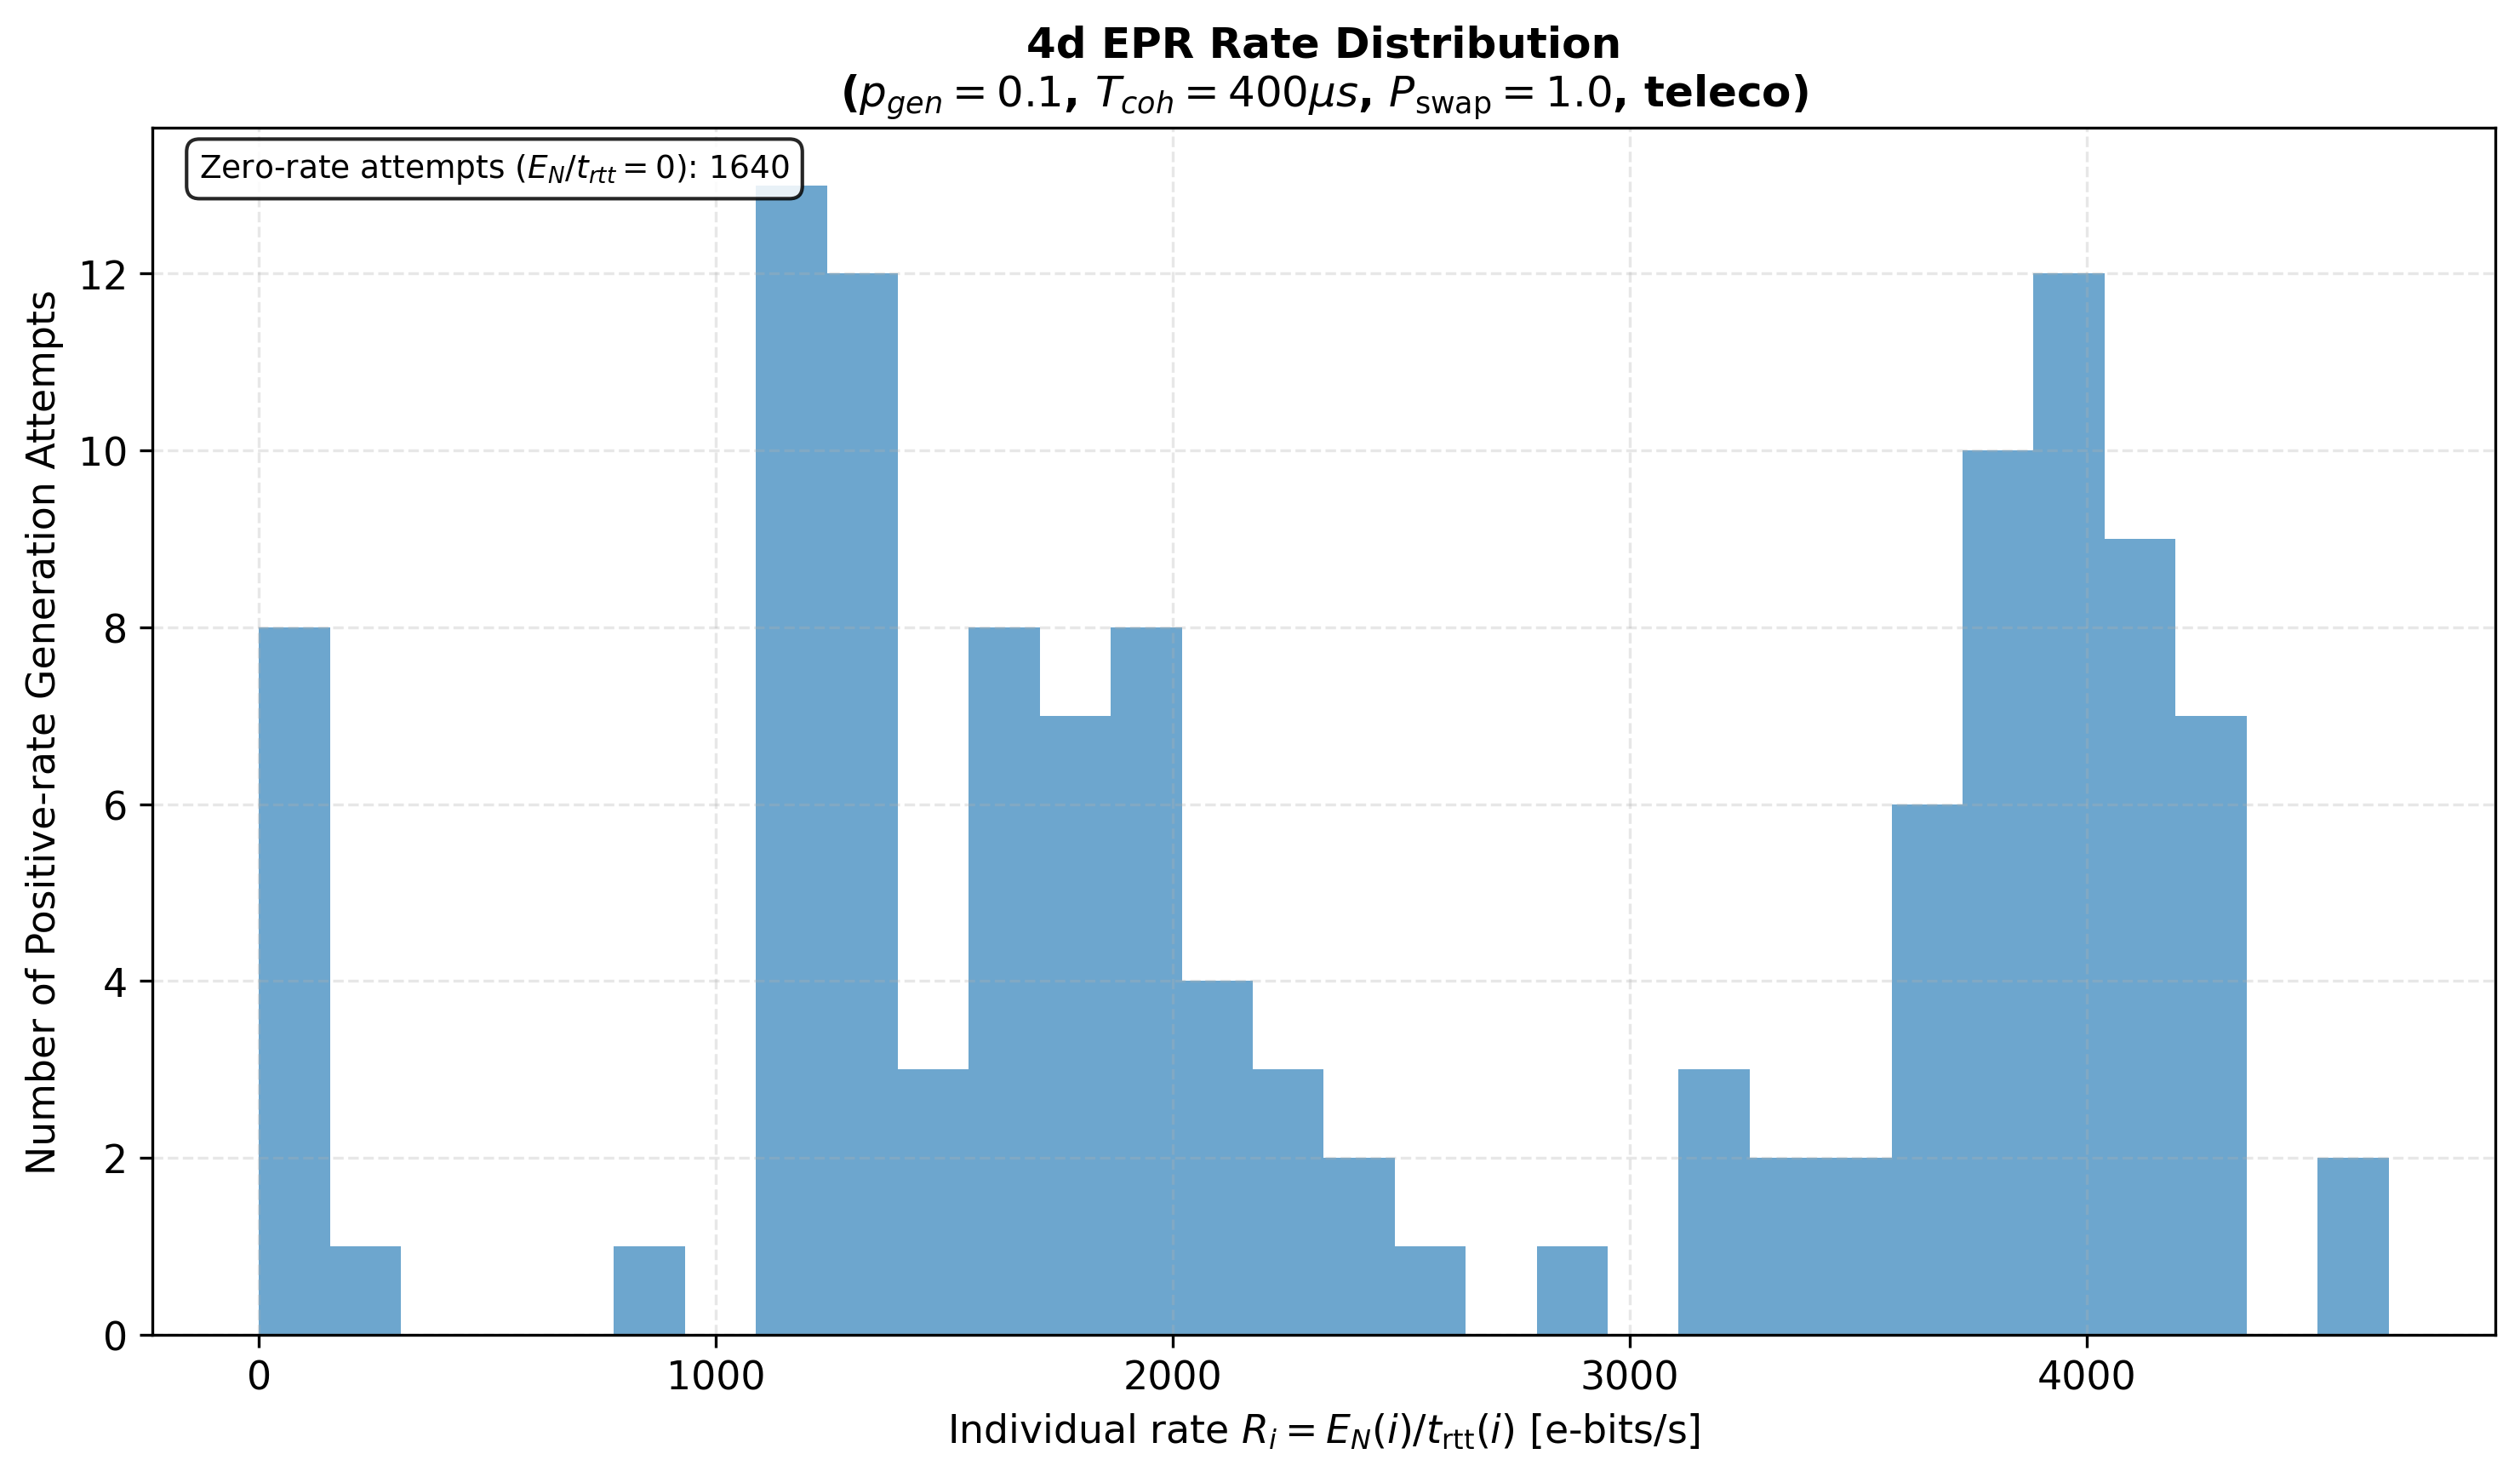 4d EPR Rate Distribution
(p_gen = 0.1, T_coh = 400μs, P_swap = 1.0, teleco)
Zero-rate attempts (E_N/t_rtt = 0): 1640
Number of Positive-rate Generation Attempts
12
10
8
6
4
2
0
0 1000 2000 3000 4000
Individual rate R_i = E_N(i)/t_rtt(i) [e-bits/s]